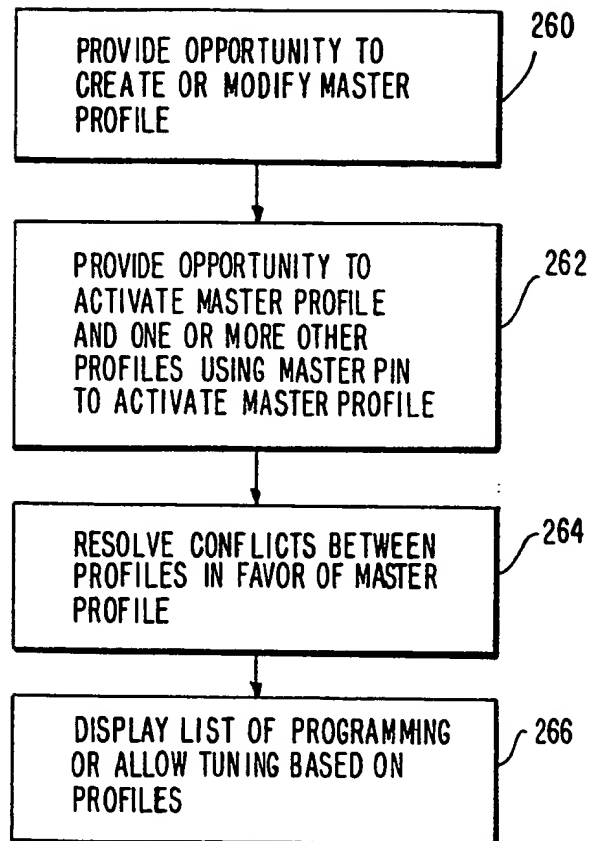 PROVIDE OPPORTUNITY TO
CREATE OR MODIFY MASTER
PROFILE
260
PROVIDE OPPORTUNITY TO
ACTIVATE MASTER PROFILE
AND ONE OR MORE OTHER
PROFILES USING MASTER PIN
TO ACTIVATE MASTER PROFILE
262
RESOLVE CONFLICTS BETWEEN
PROFILES IN FAVOR OF MASTER
PROFILE
264
DISPLAY LIST OF PROGRAMMING
OR ALLOW TUNING BASED ON
PROFILES
266